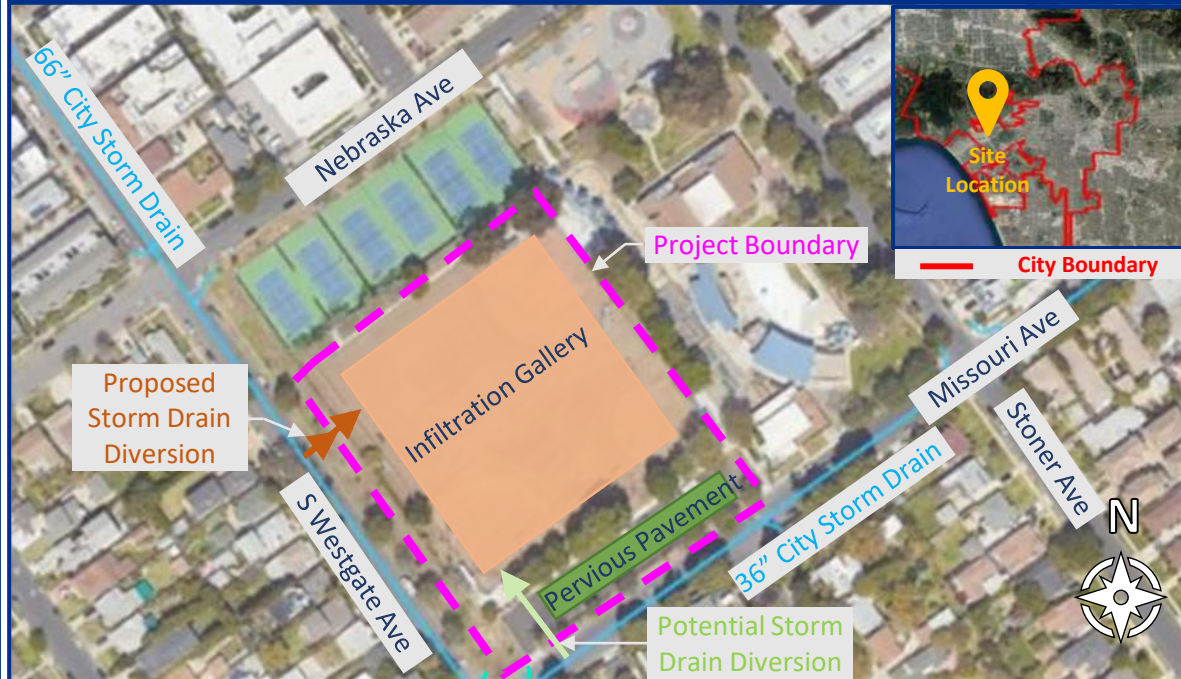 66” City Storm Drain
Nebraska Ave
Site
Location
City Boundary
Project Boundary
Proposed
Storm Drain
Diversion
Infiltration Gallery
Missouri Ave
Stoner Ave
S Westgate Ave
Pervious Pavement
36” City Storm Drain
N
Potential Storm
Drain Diversion